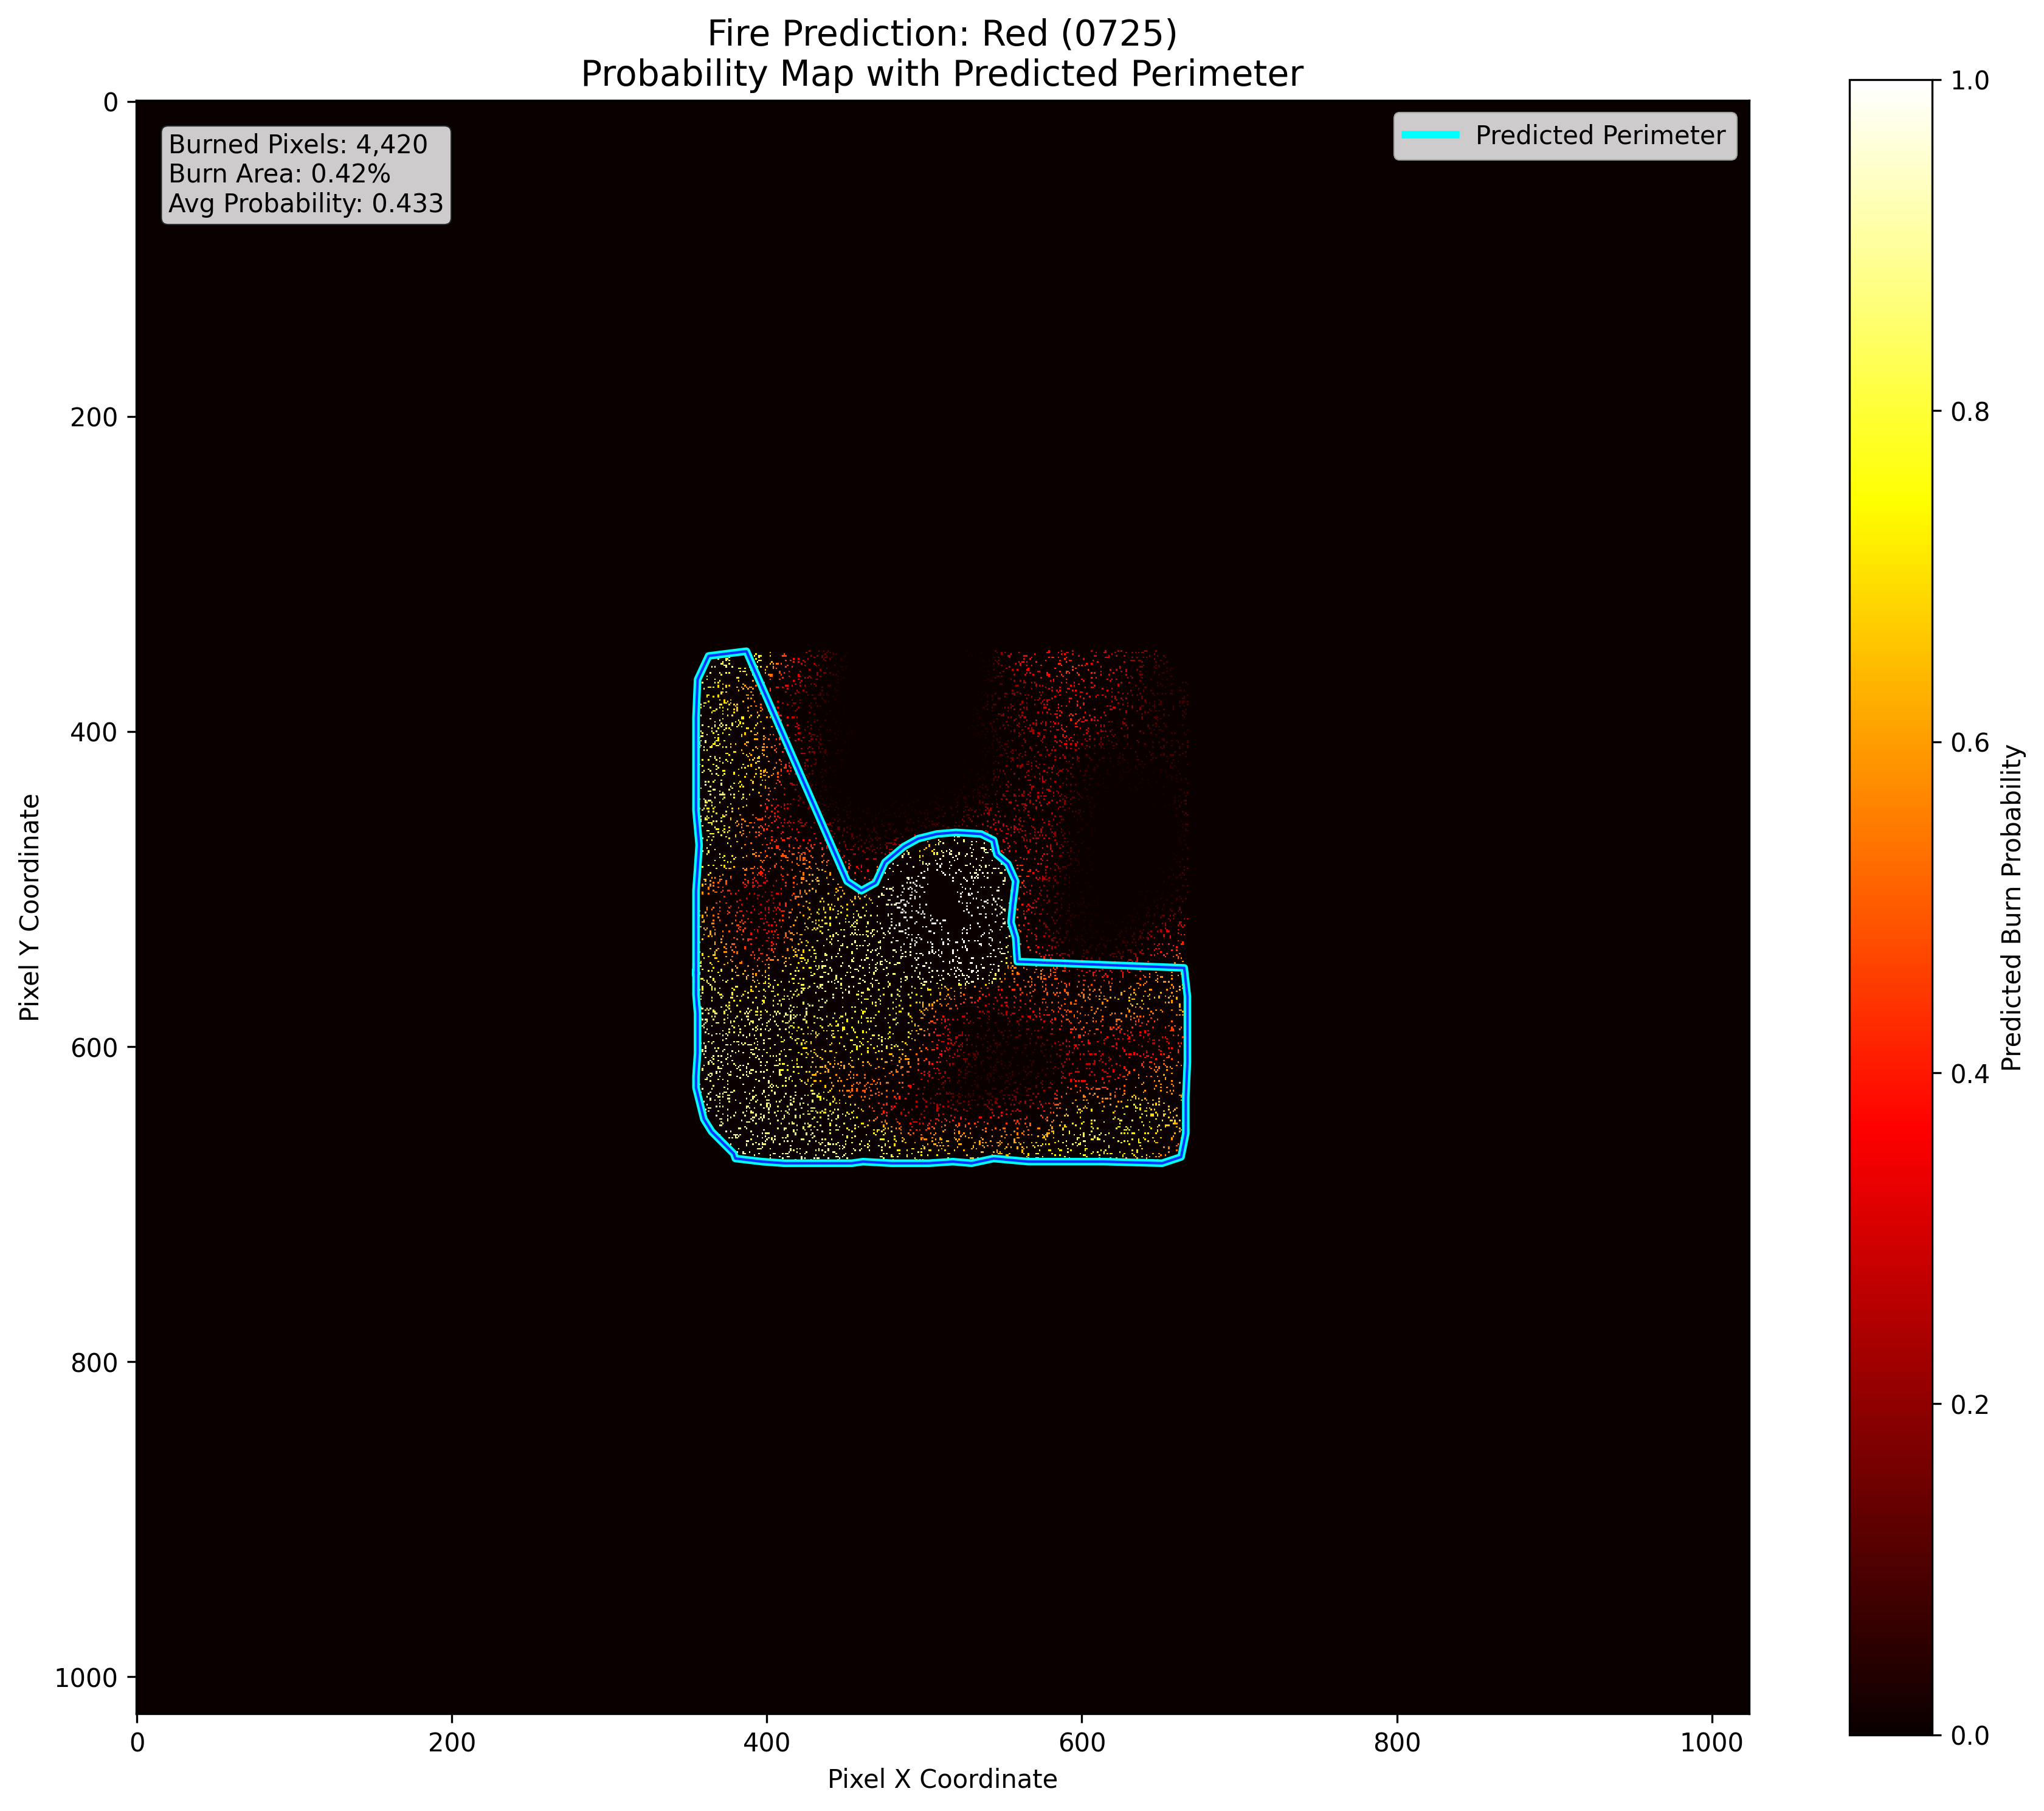 Fire Prediction: Red (0725)
Probability Map with Predicted Perimeter
Burned Pixels: 4,420
Burn Area: 0.42%
Avg Probability: 0.433
Predicted Perimeter
0
200
400
600
800
1000
Pixel Y Coordinate
0
200
400
600
800
1000
Pixel X Coordinate
1.0
0.8
0.6
0.4
0.2
0.0
Predicted Burn Probability